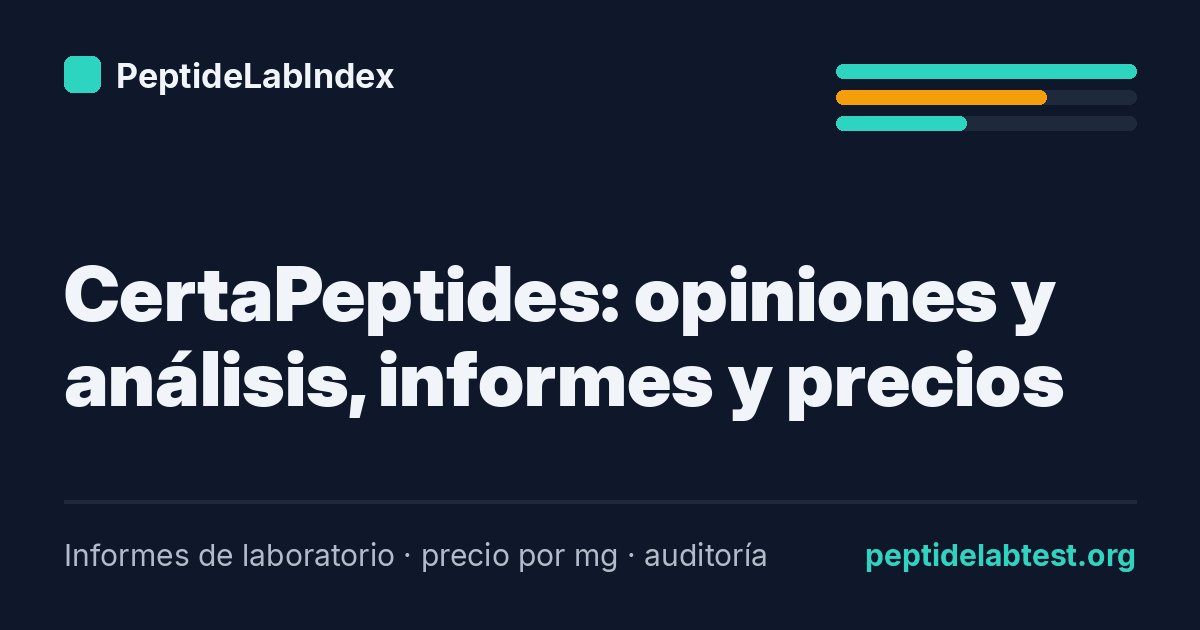 PeptideLabIndex
CertaPeptides: opiniones y
análisis, informes y precios
Informes de laboratorio · precio por mg · auditoría
peptidelabtest.org